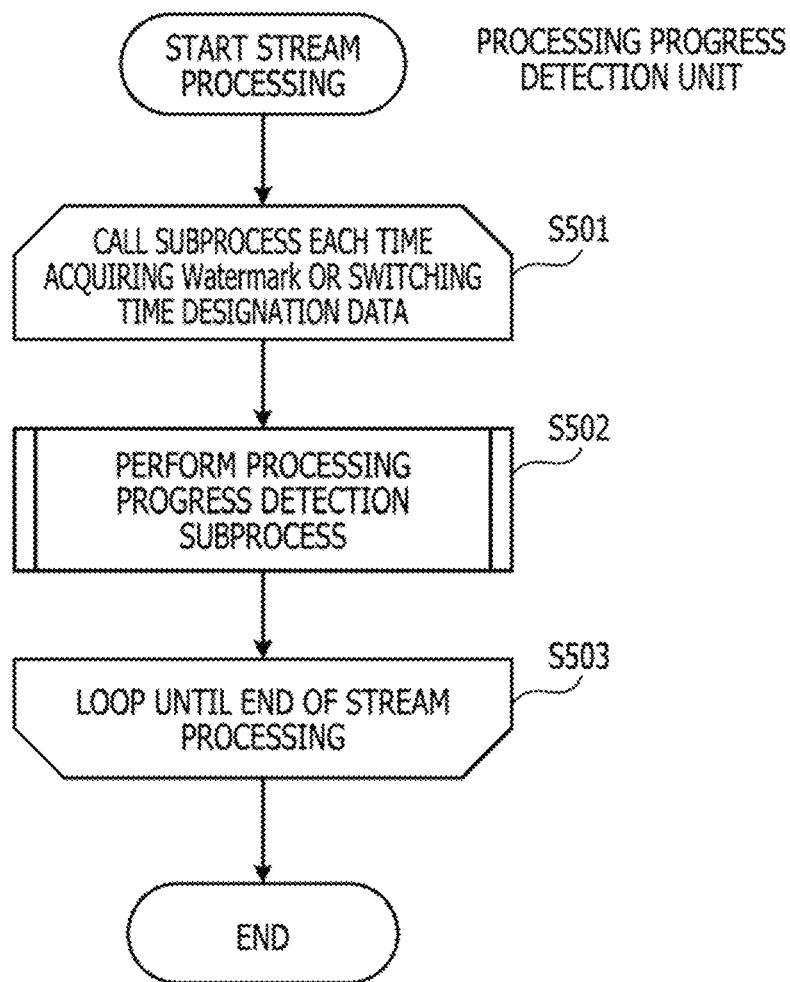 START STREAM
PROCESSING
PROCESSING PROGRESS
DETECTION UNIT
CALL SUBPROCESS EACH TIME
ACQUIRING Watermark OR SWITCHING
TIME DESIGNATION DATA
S501
PERFORM PROCESSING
PROGRESS DETECTION
SUBPROCESS
S502
LOOP UNTIL END OF STREAM
PROCESSING
S503
END